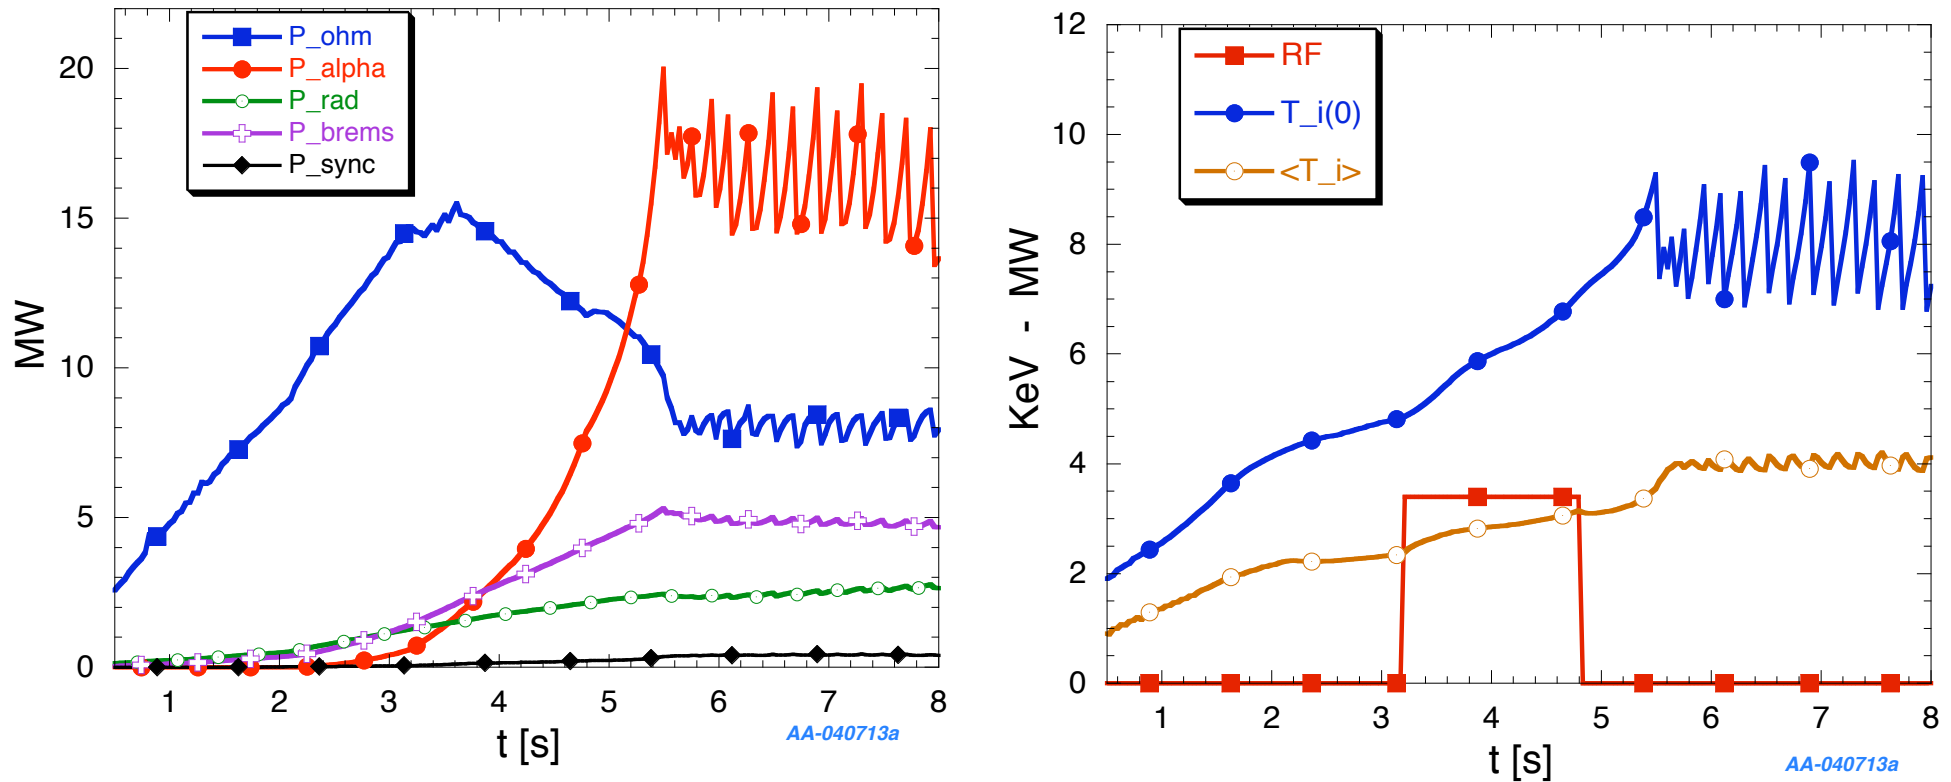 P_ohm
P_alpha
P_rad
P_brems
P_sync
20
15
10
5
0
MW
1 2 3 4 5 6 7 8
t [s]
AA-040713a
RF
T_i(0)
<T_i>
12
10
8
6
4
2
0
KeV - MW
1 2 3 4 5 6 7 8
t [s]
AA-040713a